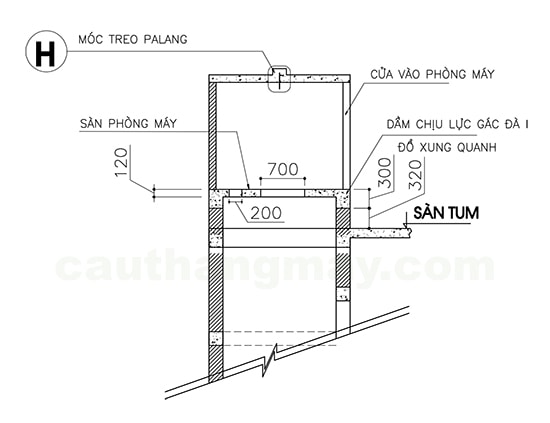 H
MÓC TREO PALANG
CỬA VÀO PHÒNG MÁY
SÀN PHÒNG MÁY
DẦM CHỊU LỰC GÁC ĐÀ I
ĐỔ XUNG QUANH
120
700
300
320
200
SÀN TUM
cauthangmay.com